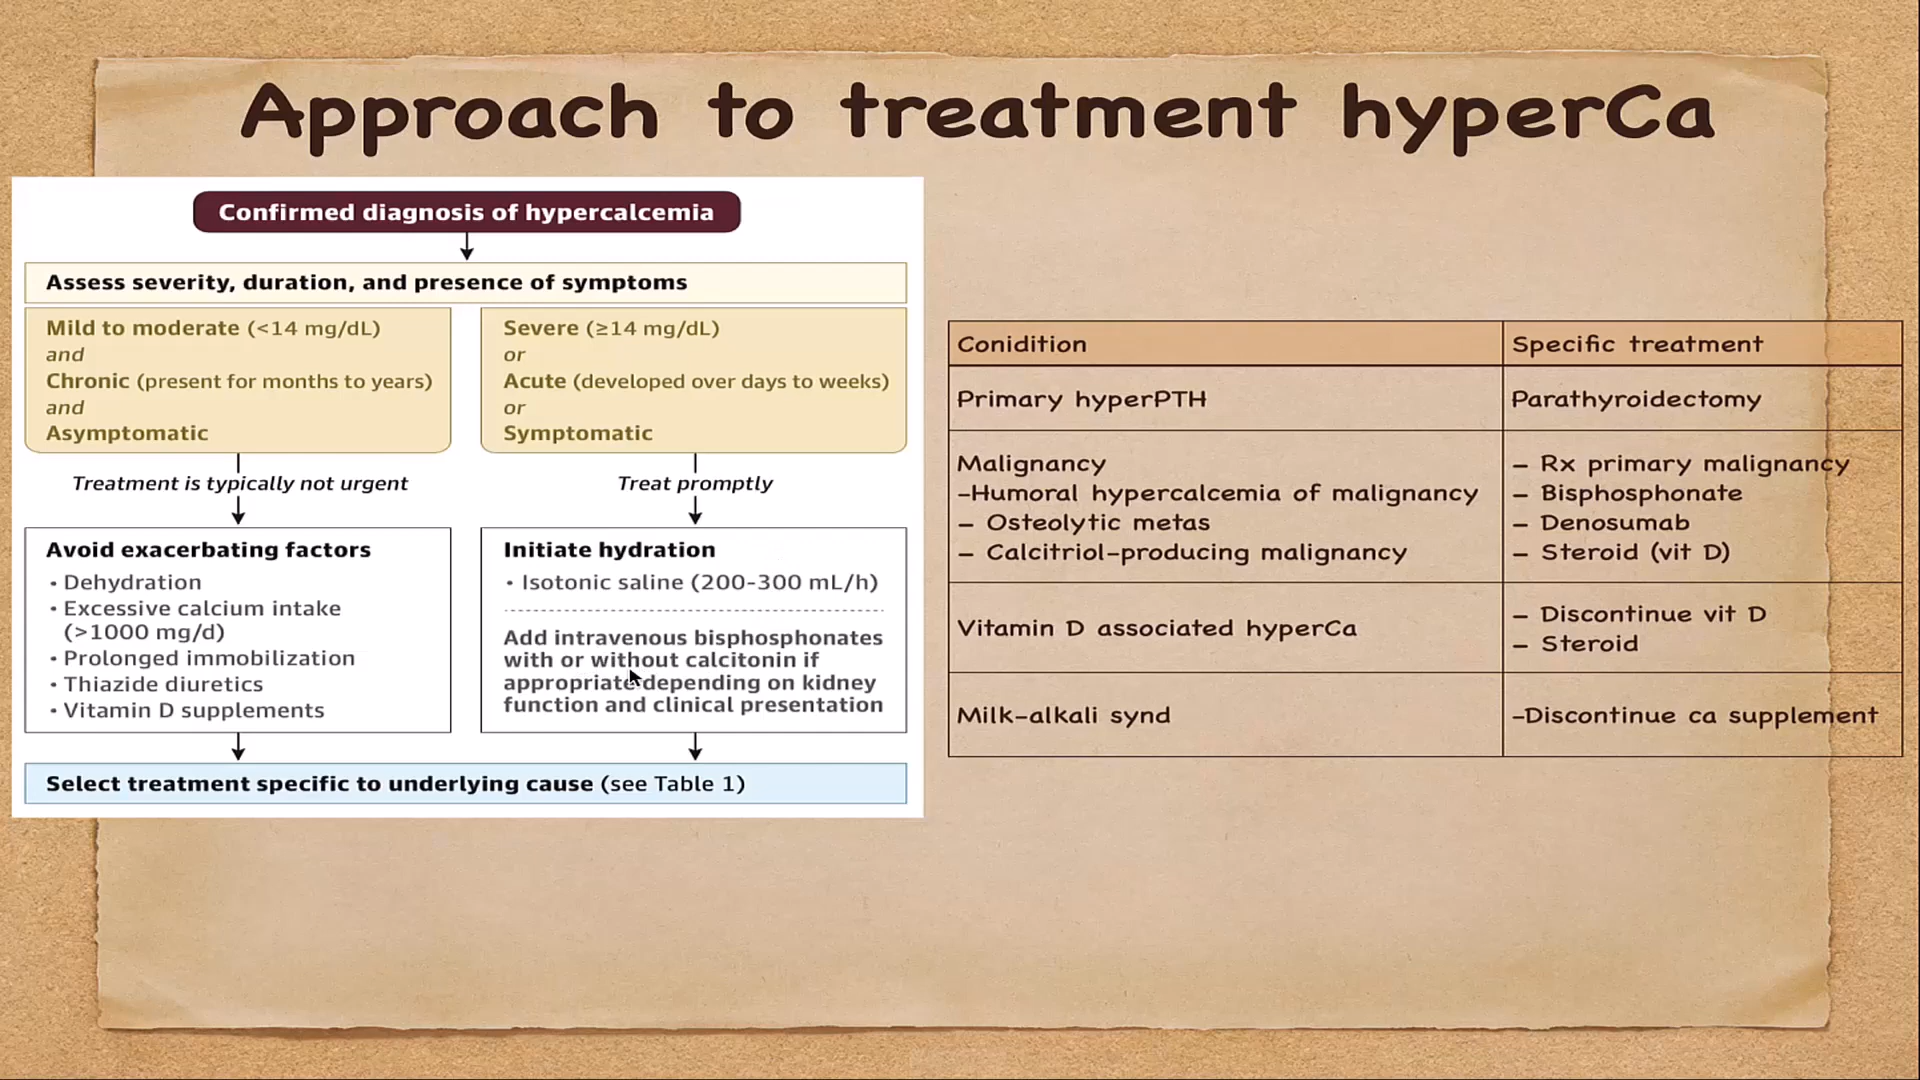 Approach to treatment hyperCa
Confirmed diagnosis of hypercalcemia
Assess severity, duration, and presence of symptoms
Mild to moderate (<14 mg/dL)
and
Chronic (present for months to years)
and
Asymptomatic
Treatment is typically not urgent
Avoid exacerbating factors
• Dehydration
• Excessive calcium intake
(>1000 mg/d)
• Prolonged immobilization
• Thiazide diuretics
• Vitamin D supplements
Severe (≥14 mg/dL)
or
Acute (developed over days to weeks)
or
Symptomatic
Treat promptly
Initiate hydration
• Isotonic saline (200-300 mL/h)
Add intravenous bisphosphonates
with or without calcitonin if
appropriate depending on kidney
function and clinical presentation
Select treatment specific to underlying cause (see Table 1)
Conidition
Specific treatment
Primary hyperPTH
Parathyroidectomy
Malignancy
-Humoral hypercalcemia of malignancy
- Osteolytic metas
- Calcitriol-producing malignancy
- Rx primary malignancy
- Bisphosphonate
- Denosumab
- Steroid (vit D)
Vitamin D associated hyperCa
- Discontinue vit D
- Steroid
Milk-alkali synd
-Discontinue ca supplement